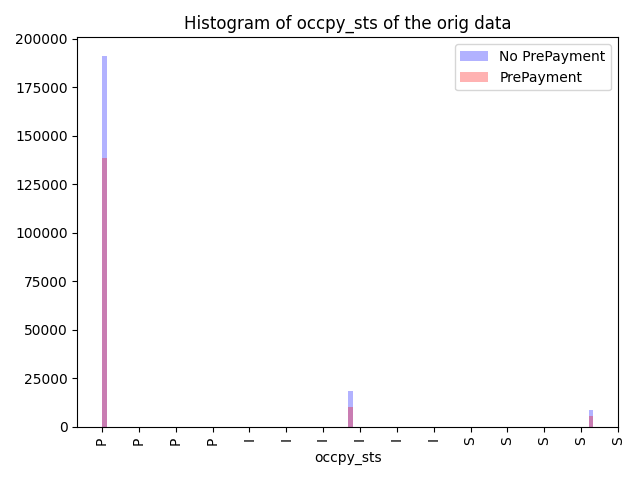 Histogram of occpy_sts of the orig data
No PrePayment
PrePayment
200000
175000
150000
125000
100000
75000
50000
25000
0
P P P P I I I I I I S S S S S
occpy_sts